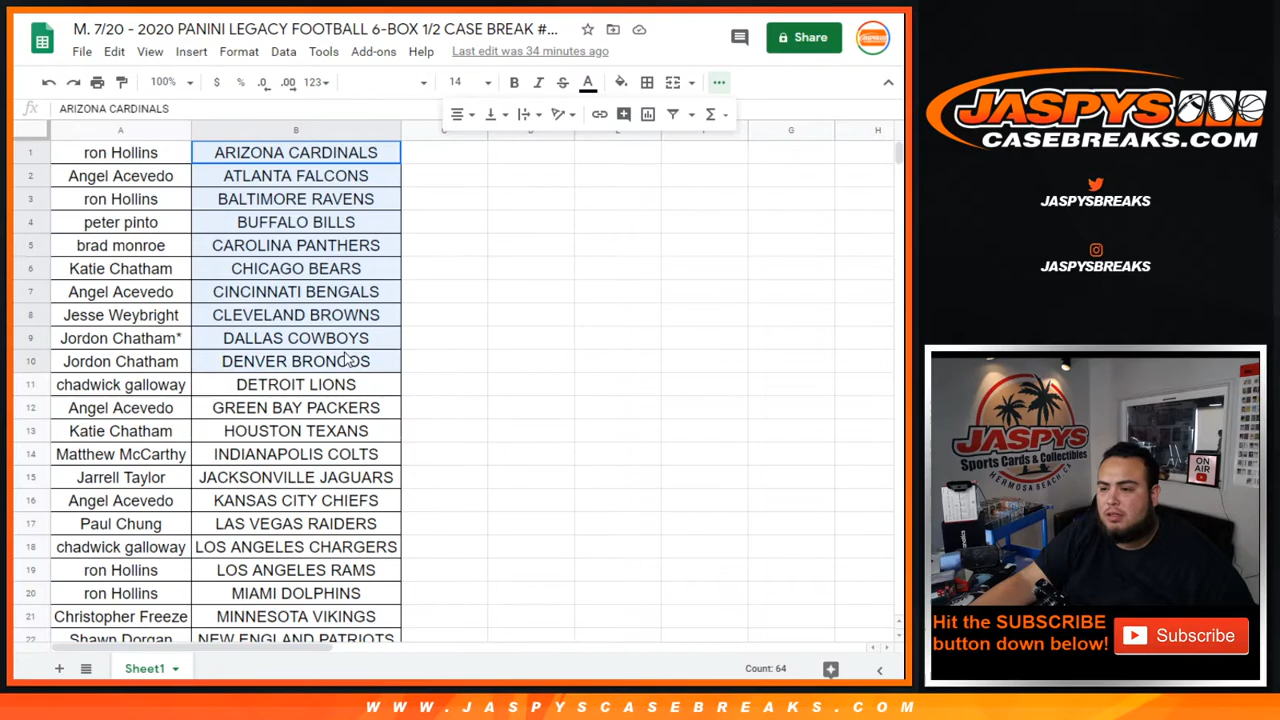 M. 7/20 - 2020 PANINI LEGACY FOOTBALL 6-BOX 1/2 CASE BREAK #...
File Edit View Insert Format Data Tools Add-ons Help Last edit was 34 minutes ago
Share
100% $ % .0 .00 123 14 B I S A
fx ARIZONA CARDINALS
A B C D E F G H
1 ron Hollins ARIZONA CARDINALS
2 Angel Acevedo ATLANTA FALCONS
3 ron Hollins BALTIMORE RAVENS
4 peter pinto BUFFALO BILLS
5 brad monroe CAROLINA PANTHERS
6 Katie Chatham CHICAGO BEARS
7 Angel Acevedo CINCINNATI BENGALS
8 Jesse Weybright CLEVELAND BROWNS
9 Jordon Chatham* DALLAS COWBOYS
10 Jordon Chatham DENVER BRONCOS
11 chadwick galloway DETROIT LIONS
12 Angel Acevedo GREEN BAY PACKERS
13 Katie Chatham HOUSTON TEXANS
14 Matthew McCarthy INDIANAPOLIS COLTS
15 Jarrell Taylor JACKSONVILLE JAGUARS
16 Angel Acevedo KANSAS CITY CHIEFS
17 Paul Chung LAS VEGAS RAIDERS
18 chadwick galloway LOS ANGELES CHARGERS
19 ron Hollins LOS ANGELES RAMS
20 ron Hollins MIAMI DOLPHINS
21 Christopher Freeze MINNESOTA VIKINGS
22 Shawn Dorgan NEW ENGLAND PATRIOTS
Sheet1
Count: 64
JASPYS
CASEBREAKS.COM
JASPYSBREAKS
JASPYSBREAKS
JASPYS
Sports Cards & Collectibles
HERMOSA BEACH CA
ON AIR
Hit the SUBSCRIBE
button down below!
Subscribe
WWW.JASPYSCASEBREAKS.COM